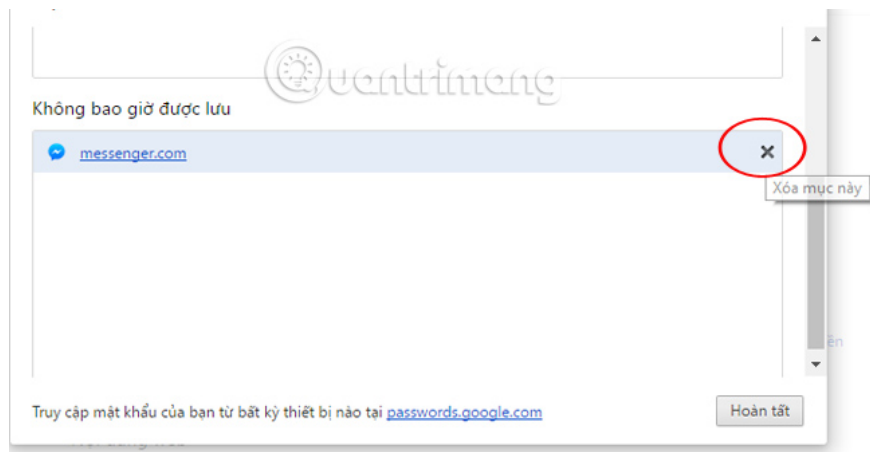 Quantrimang
Không bao giờ được lưu
messenger.com
Xóa mục này
Truy cập mật khẩu của bạn từ bất kỳ thiết bị nào tại passwords.google.com
Hoàn tất